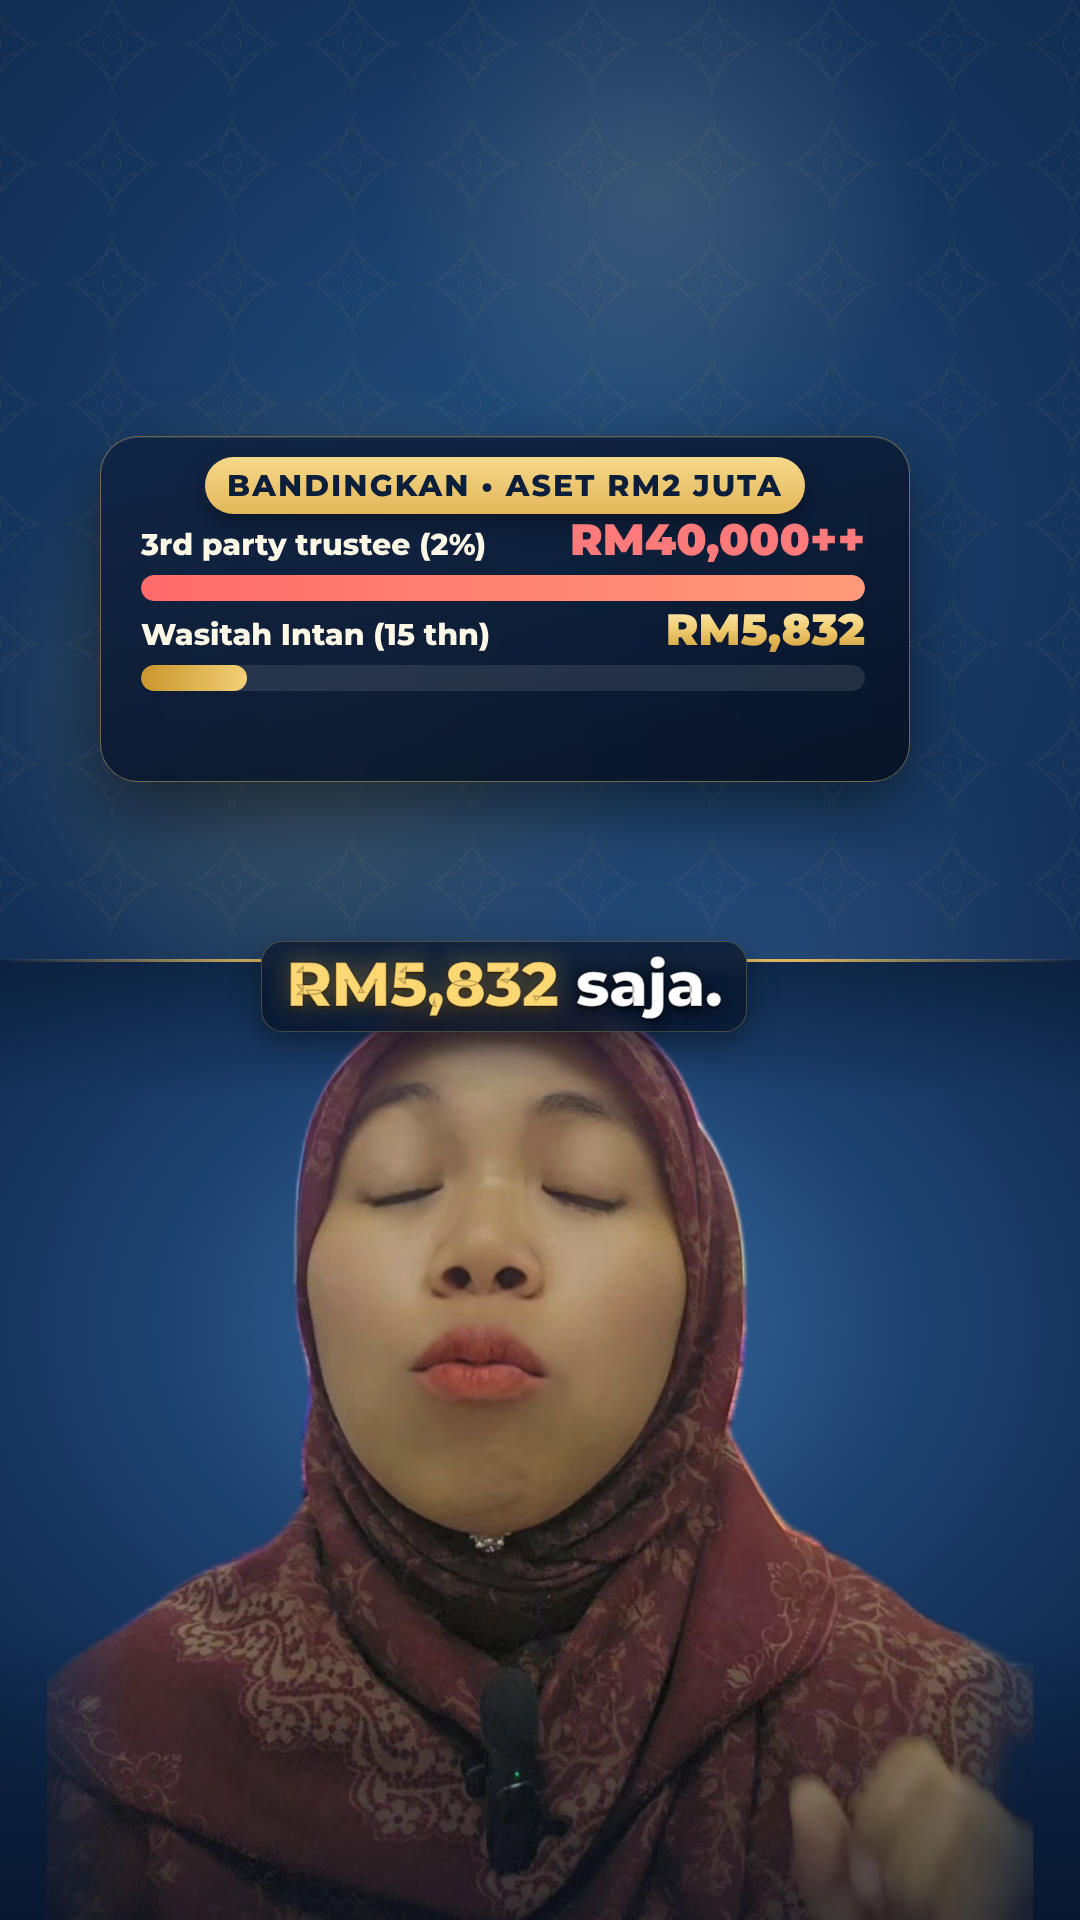 BANDINGKAN • ASET RM2 JUTA
3rd party trustee (2%) RM40,000++
Wasitah Intan (15 thn) RM5,832
RM5,832 saja.